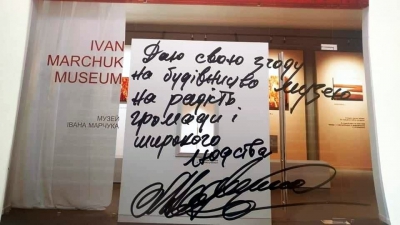 IVAN
MARCHUK
MUSEUM
МУЗЕЙ
ІВАНА МАРЧУКА
Даю свою згоду
на будівництво музею
на радість
громади і
широкого
людства